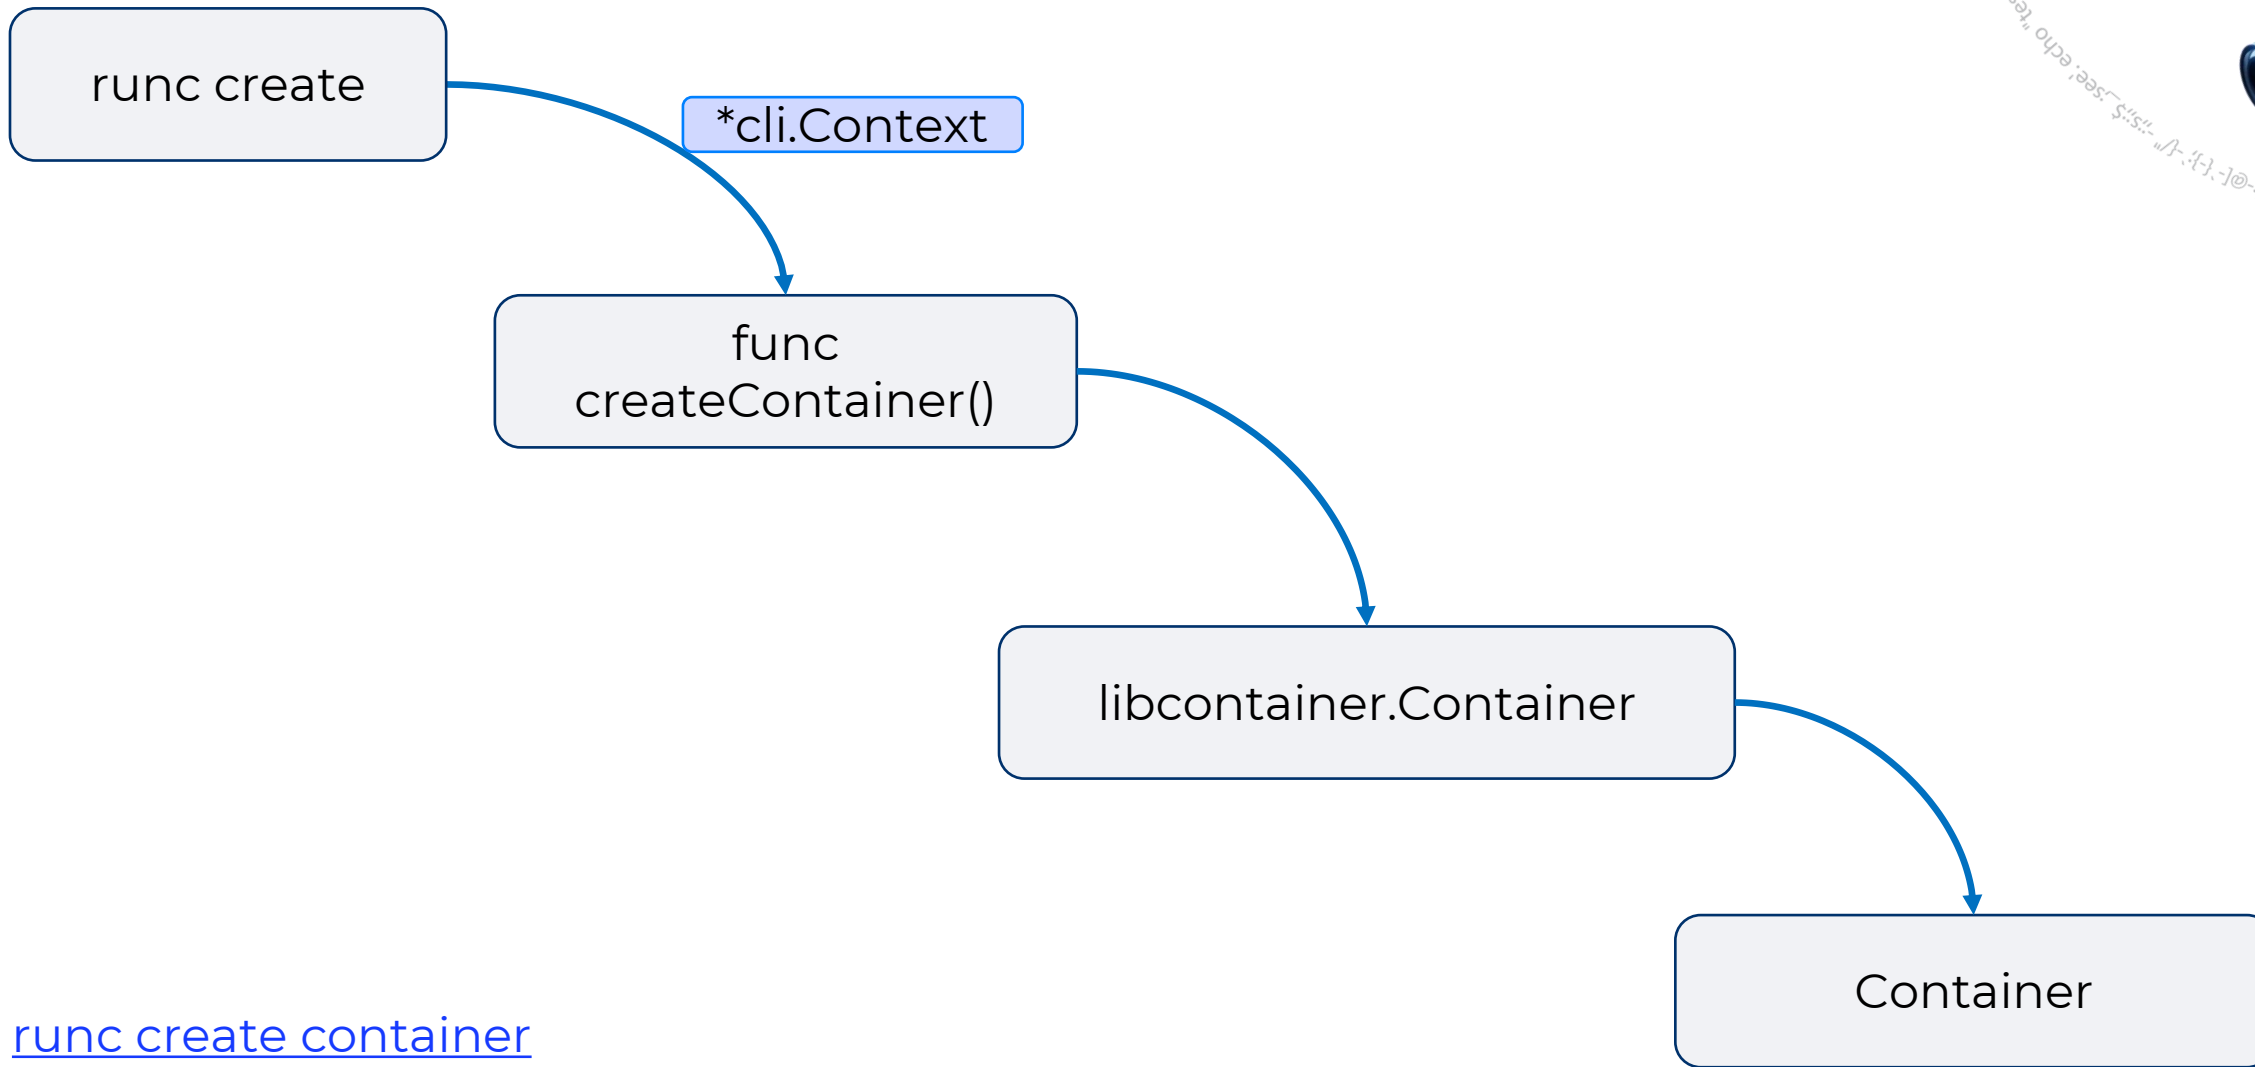 runc create
*cli.Context
func
createContainer()
libcontainer.Container
Container
runc create container